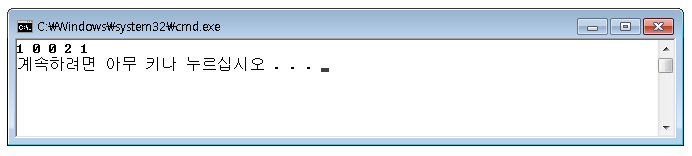 C:₩Windows₩system32₩cmd.exe
1 0 0 2 1
계속하려면 아무 키나 누르십시오 . . .